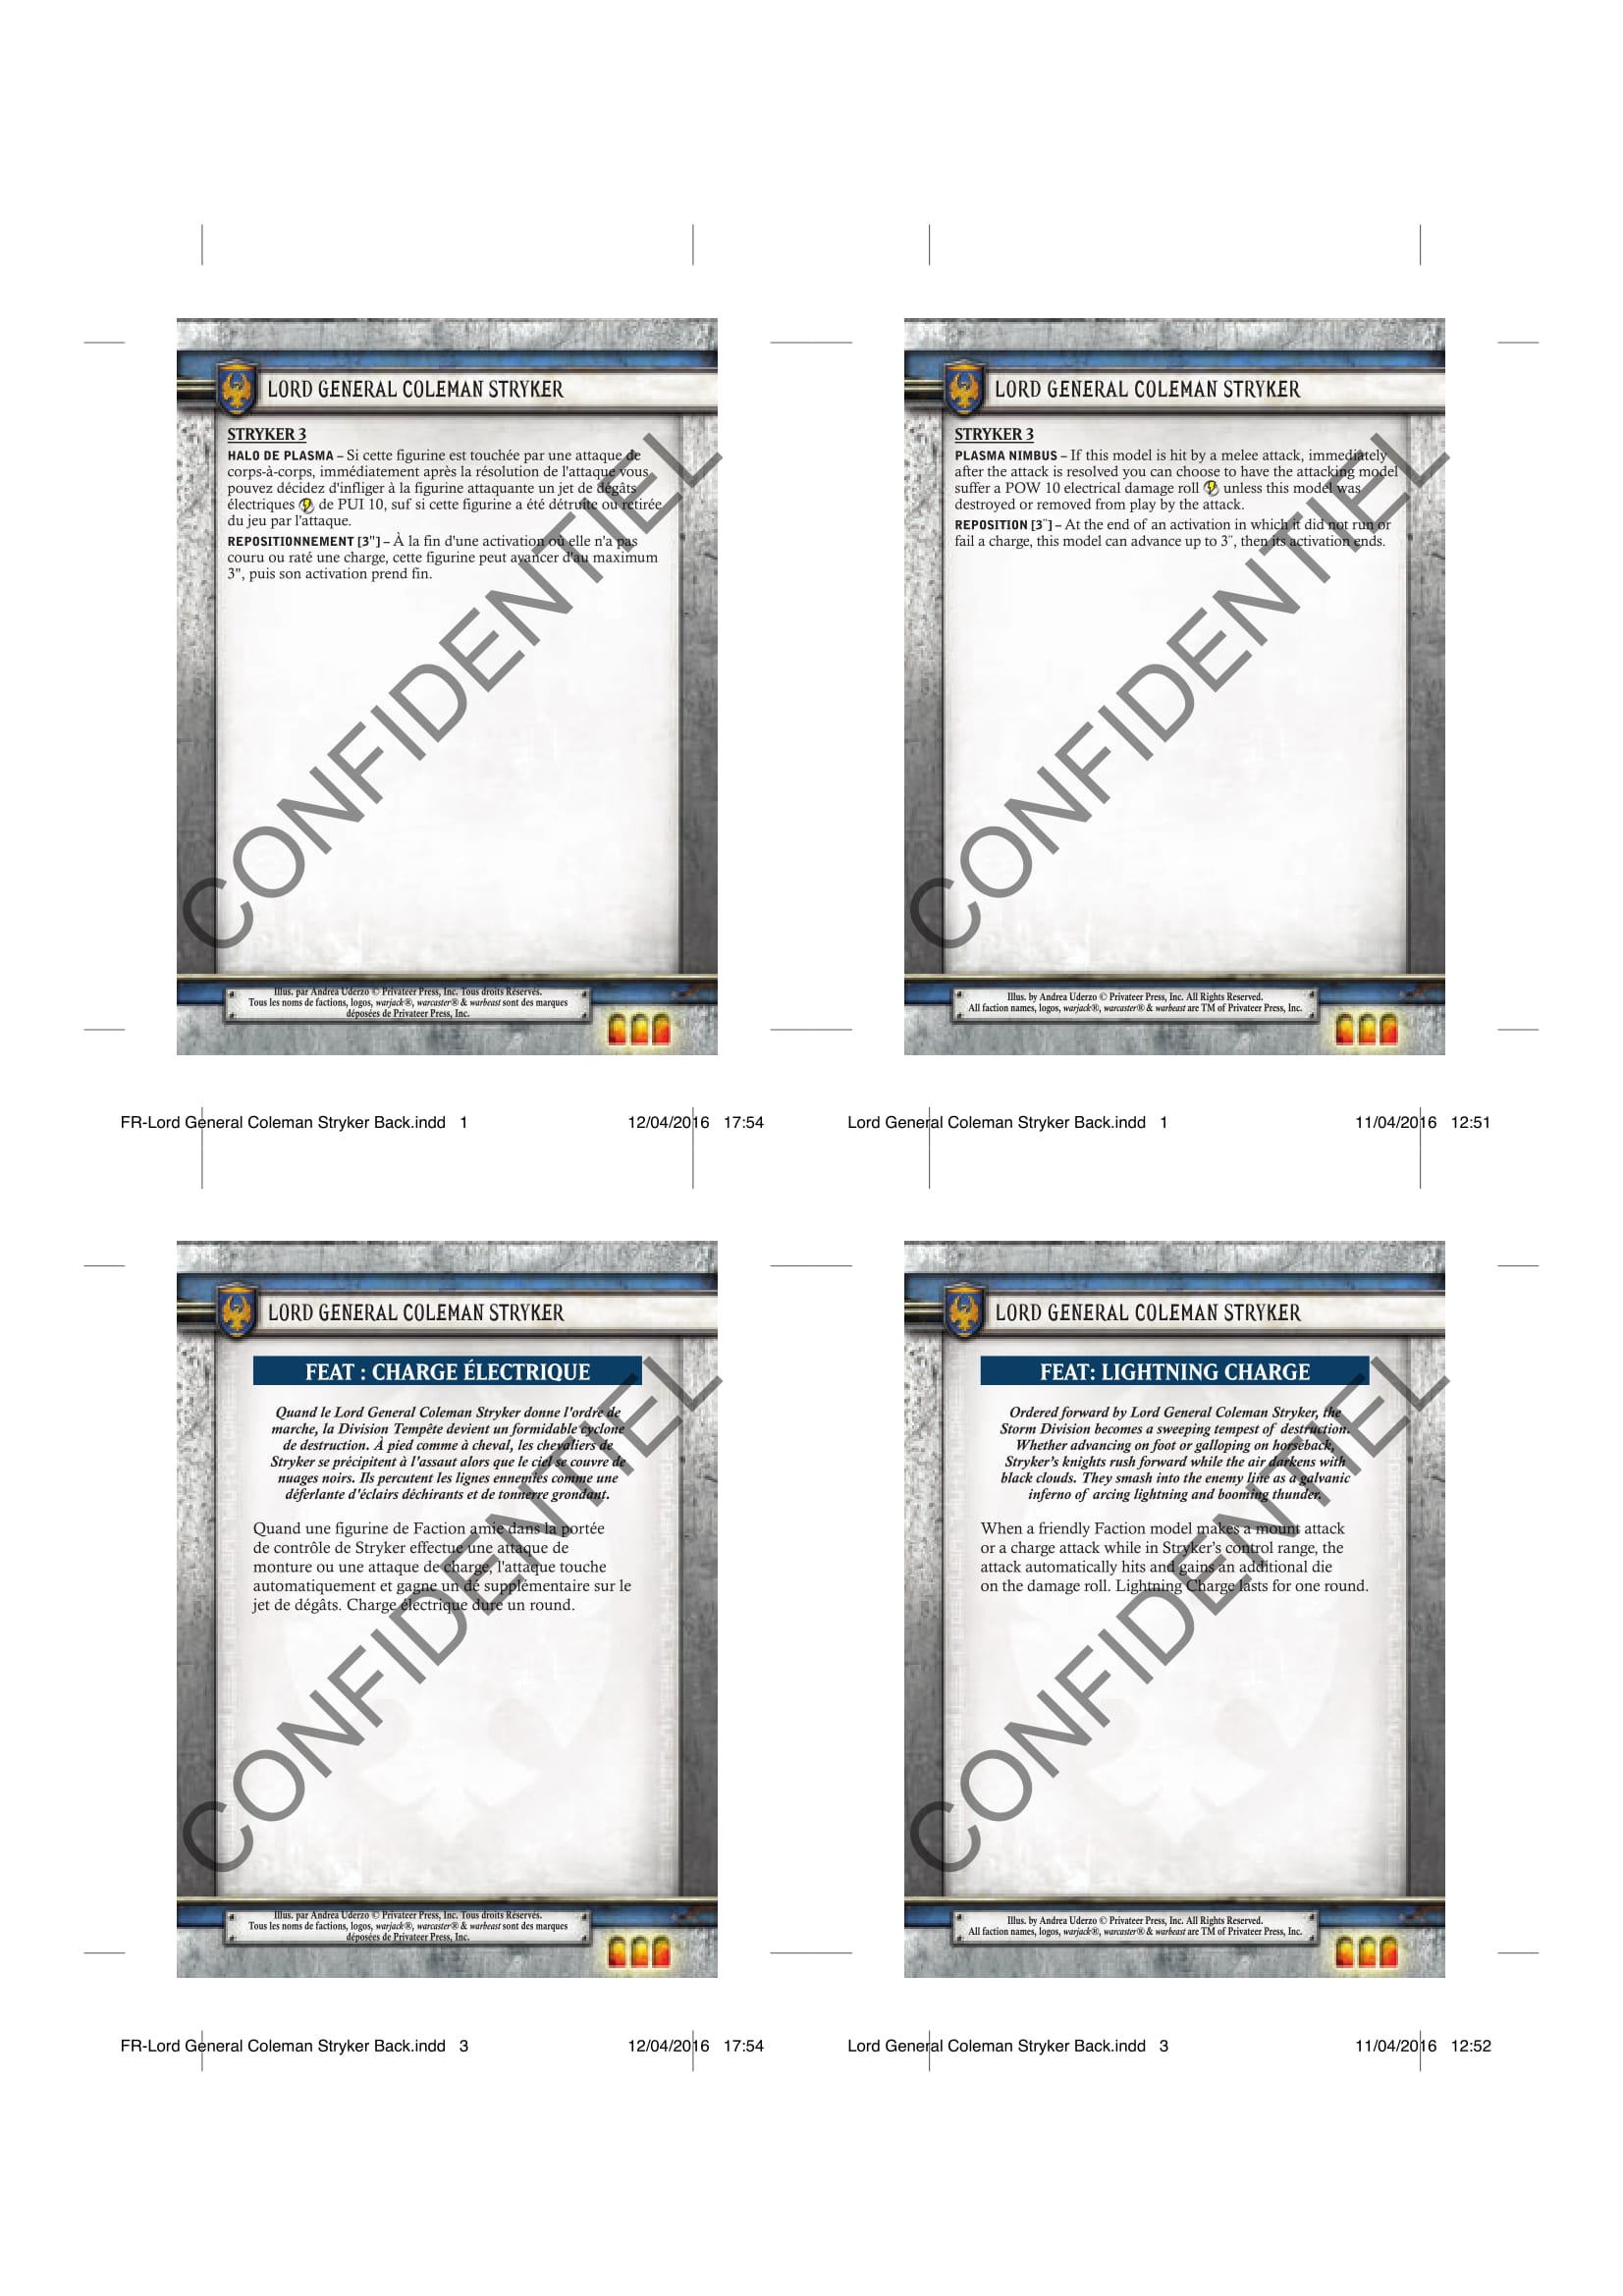 LORD GENERAL COLEMAN STRYKER
STRYKER 3
HALO DE PLASMA – Si cette figurine est touchée par une attaque de
corps-à-corps, immédiatement après la résolution de l'attaque vous
pouvez décidez d'infliger à la figurine attaquante un jet de dégâts
électriques de PUI 10, suf si cette figurine a été détruite ou retirée
du jeu par l'attaque.
REPOSITIONNEMENT [3"] – À la fin d'une activation où elle n'a pas
couru ou raté une charge, cette figurine peut avancer d'au maximum
3", puis son activation prend fin.
CONFIDENTIEL
Illus. par Andrea Uderzo © Privateer Press, Inc. Tous droits Réservés.
Tous les noms de factions, logos, warjack®, warcaster® & warbeast sont des marques
déposées de Privateer Press, Inc.
FR-Lord General Coleman Stryker Back.indd 1 12/04/2016 17:54
LORD GENERAL COLEMAN STRYKER
STRYKER 3
PLASMA NIMBUS – If this model is hit by a melee attack, immediately
after the attack is resolved you can choose to have the attacking model
suffer a POW 10 electrical damage roll unless this model was
destroyed or removed from play by the attack.
REPOSITION [3˝] – At the end of an activation in which it did not run or
fail a charge, this model can advance up to 3˝, then its activation ends.
CONFIDENTIEL
Illus. by Andrea Uderzo © Privateer Press, Inc. All Rights Reserved.
All faction names, logos, warjack®, warcaster® & warbeast are TM of Privateer Press, Inc.
Lord General Coleman Stryker Back.indd 1 11/04/2016 12:51
LORD GENERAL COLEMAN STRYKER
FEAT : CHARGE ÉLECTRIQUE
Quand le Lord General Coleman Stryker donne l'ordre de
marche, la Division Tempête devient un formidable cyclone
de destruction. À pied comme à cheval, les chevaliers de
Stryker se précipitent à l'assaut alors que le ciel se couvre de
nuages noirs. Ils percutent les lignes ennemies comme une
déferlante d'éclairs déchirants et de tonnerre grondant.
Quand une figurine de Faction amie dans la portée
de contrôle de Stryker effectue une attaque de
monture ou une attaque de charge, l'attaque touche
automatiquement et gagne un dé supplémentaire sur le
jet de dégâts. Charge électrique dure un round.
CONFIDENTIEL
Illus. par Andrea Uderzo © Privateer Press, Inc. Tous droits Réservés.
Tous les noms de factions, logos, warjack®, warcaster® & warbeast sont des marques
déposées de Privateer Press, Inc.
FR-Lord General Coleman Stryker Back.indd 3 12/04/2016 17:54
LORD GENERAL COLEMAN STRYKER
FEAT: LIGHTNING CHARGE
Ordered forward by Lord General Coleman Stryker, the
Storm Division becomes a sweeping tempest of destruction.
Whether advancing on foot or galloping on horseback,
Stryker's knights rush forward while the air darkens with
black clouds. They smash into the enemy line as a galvanic
inferno of arcing lightning and booming thunder.
When a friendly Faction model makes a mount attack
or a charge attack while in Stryker's control range, the
attack automatically hits and gains an additional die
on the damage roll. Lightning Charge lasts for one round.
CONFIDENTIEL
Illus. by Andrea Uderzo © Privateer Press, Inc. All Rights Reserved.
All faction names, logos, warjack®, warcaster® & warbeast are TM of Privateer Press, Inc.
Lord General Coleman Stryker Back.indd 3 11/04/2016 12:52